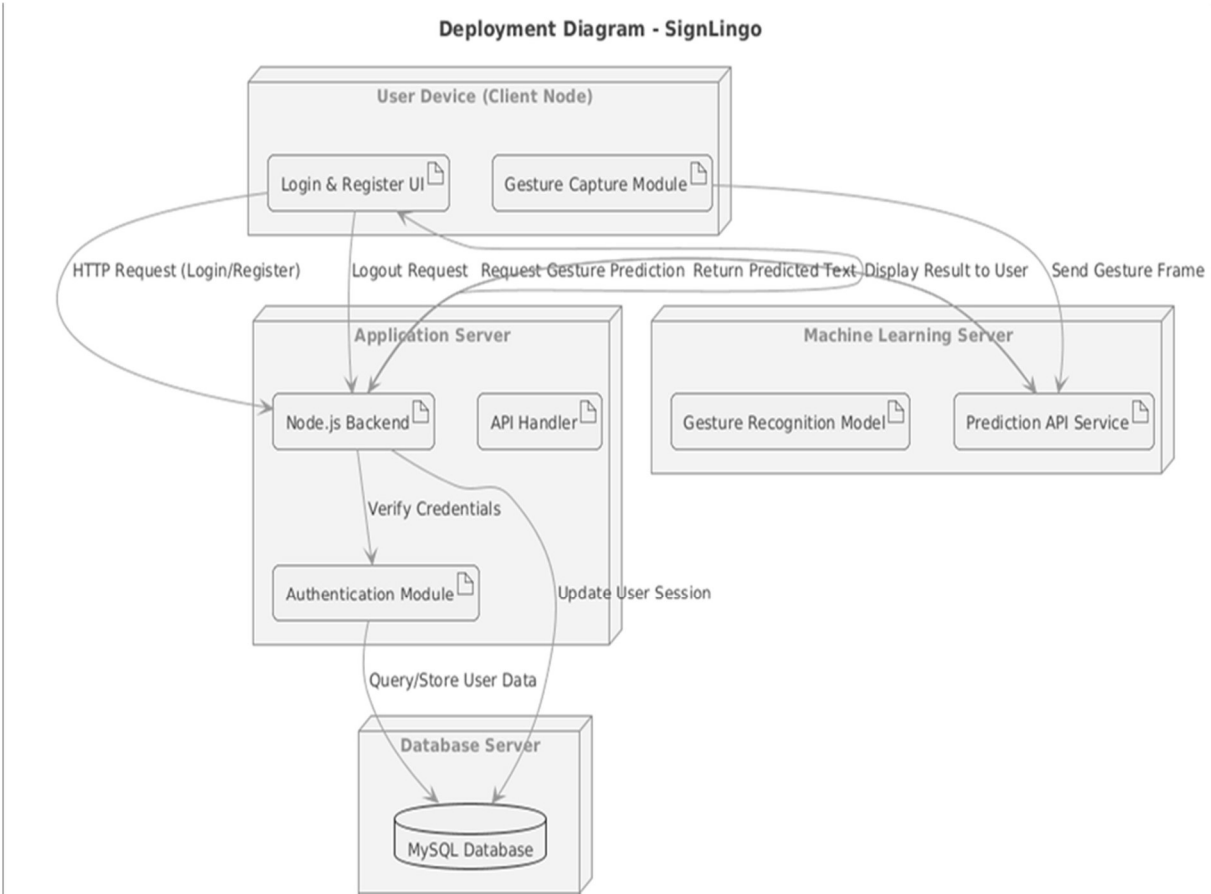 Deployment Diagram - SignLingo
User Device (Client Node)
Login & Register UI
Gesture Capture Module
HTTP Request (Login/Register)
Logout Request
Request Gesture Prediction
Return Predicted Text
Display Result to User
Send Gesture Frame
Application Server
Machine Learning Server
Node.js Backend
API Handler
Gesture Recognition Model
Prediction API Service
Verify Credentials
Authentication Module
Update User Session
Query/Store User Data
Database Server
MySQL Database